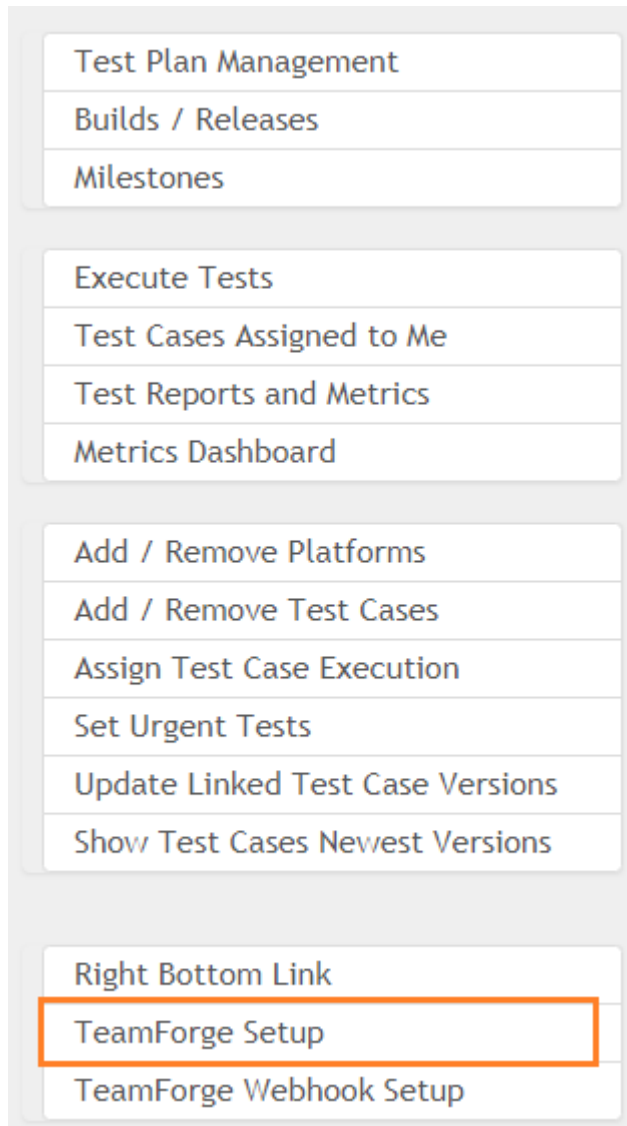 Test Plan Management
Builds / Releases
Milestones
Execute Tests
Test Cases Assigned to Me
Test Reports and Metrics
Metrics Dashboard
Add / Remove Platforms
Add / Remove Test Cases
Assign Test Case Execution
Set Urgent Tests
Update Linked Test Case Versions
Show Test Cases Newest Versions
Right Bottom Link
TeamForge Setup
TeamForge Webhook Setup